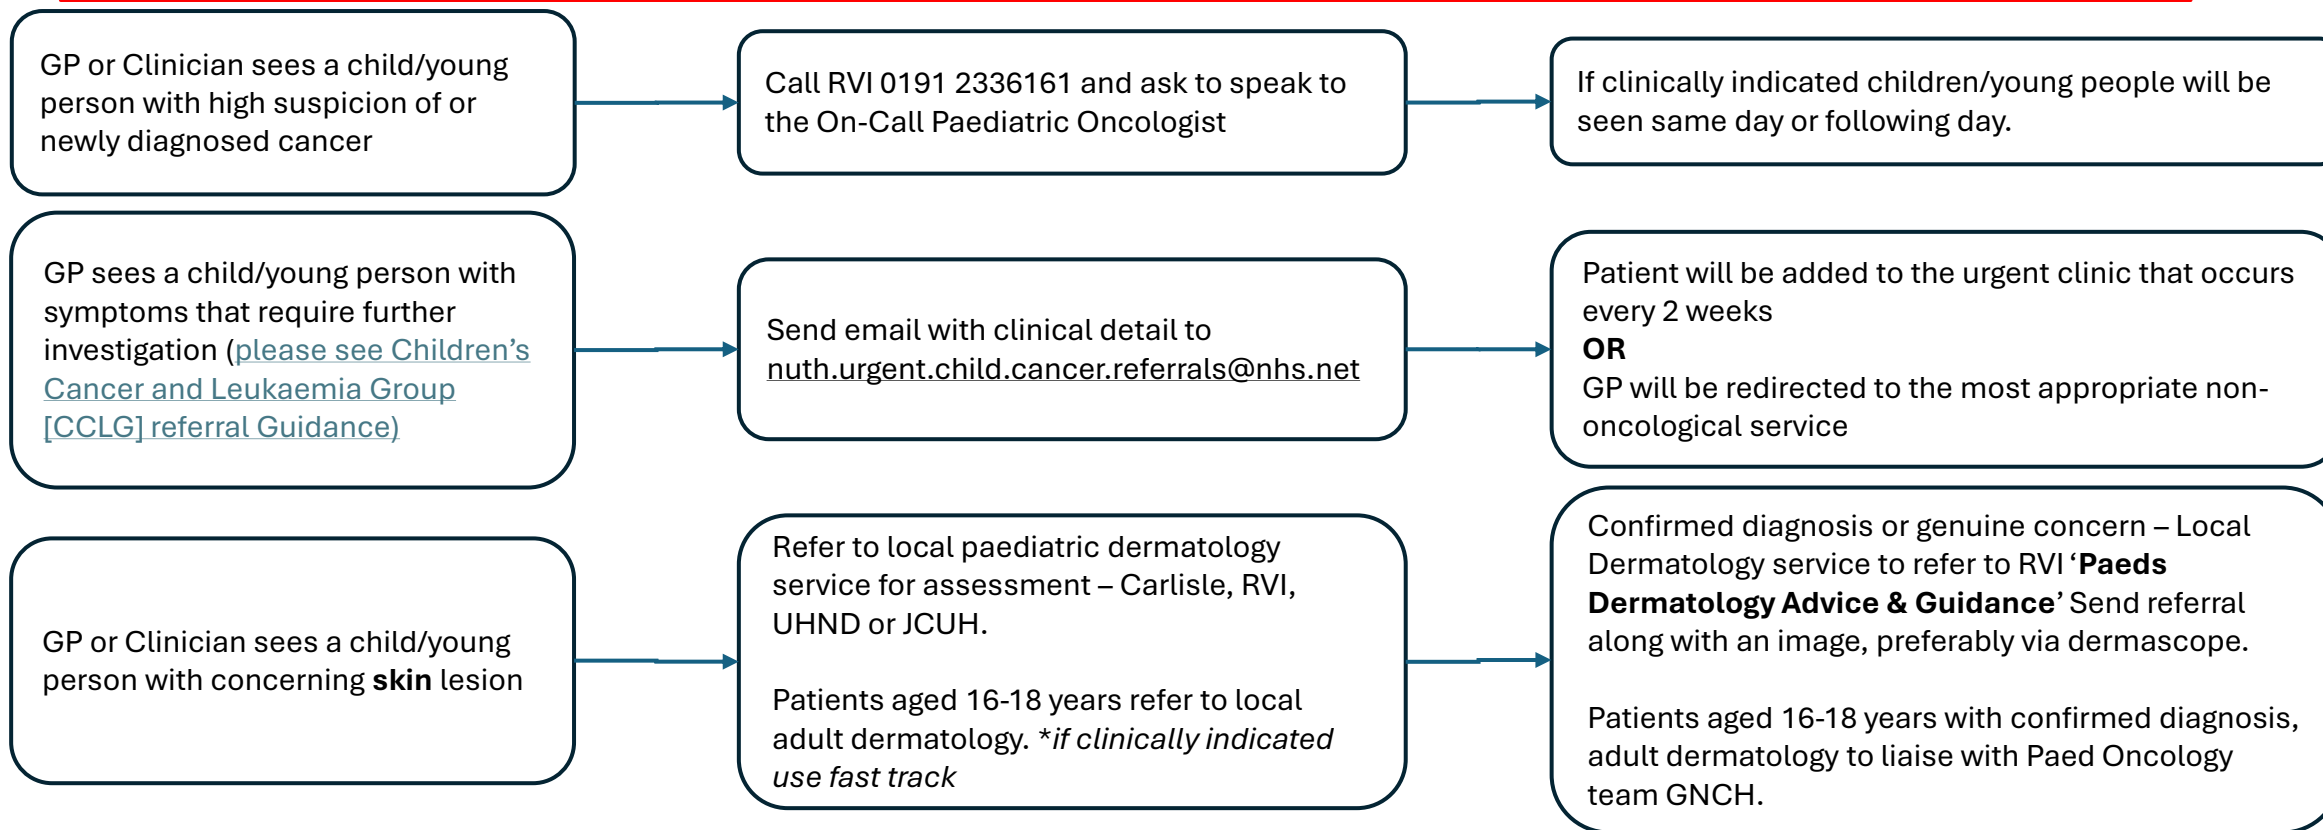 GP or Clinician sees a child/young
person with high suspicion of or
newly diagnosed cancer
Call RVI 0191 2336161 and ask to speak to
the On-Call Paediatric Oncologist
If clinically indicated children/young people will be
seen same day or following day.
GP sees a child/young person with
symptoms that require further
investigation (please see Children’s
Cancer and Leukaemia Group
[CCLG] referral Guidance)
Send email with clinical detail to
nuth.urgent.child.cancer.referrals@nhs.net
Patient will be added to the urgent clinic that occurs
every 2 weeks
OR
GP will be redirected to the most appropriate non-
oncological service
GP or Clinician sees a child/young
person with concerning skin lesion
Refer to local paediatric dermatology
service for assessment – Carlisle, RVI,
UHND or JCUH.
Patients aged 16-18 years refer to local
adult dermatology. *if clinically indicated
use fast track
Confirmed diagnosis or genuine concern – Local
Dermatology service to refer to RVI ‘Paeds
Dermatology Advice & Guidance’ Send referral
along with an image, preferably via dermascope.
Patients aged 16-18 years with confirmed diagnosis,
adult dermatology to liaise with Paed Oncology
team GNCH.